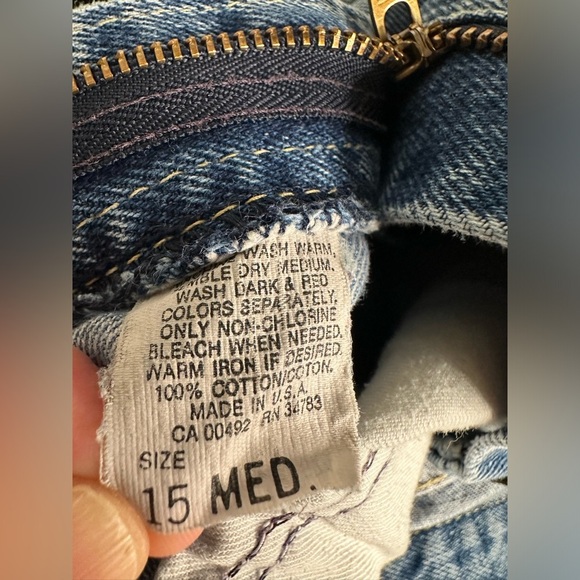 WASH WARM,
DRY MEDIUM.
WASH DARK & RED
COLORS SEPARATELY.
ONLY NON-CHLORINE
BLEACH WHEN NEEDED.
WARM IRON IF DESIRED.
100% COTTON/COTON.
MADE IN U.S.A.
CA 00492 RN 34783
SIZE
15 MED.